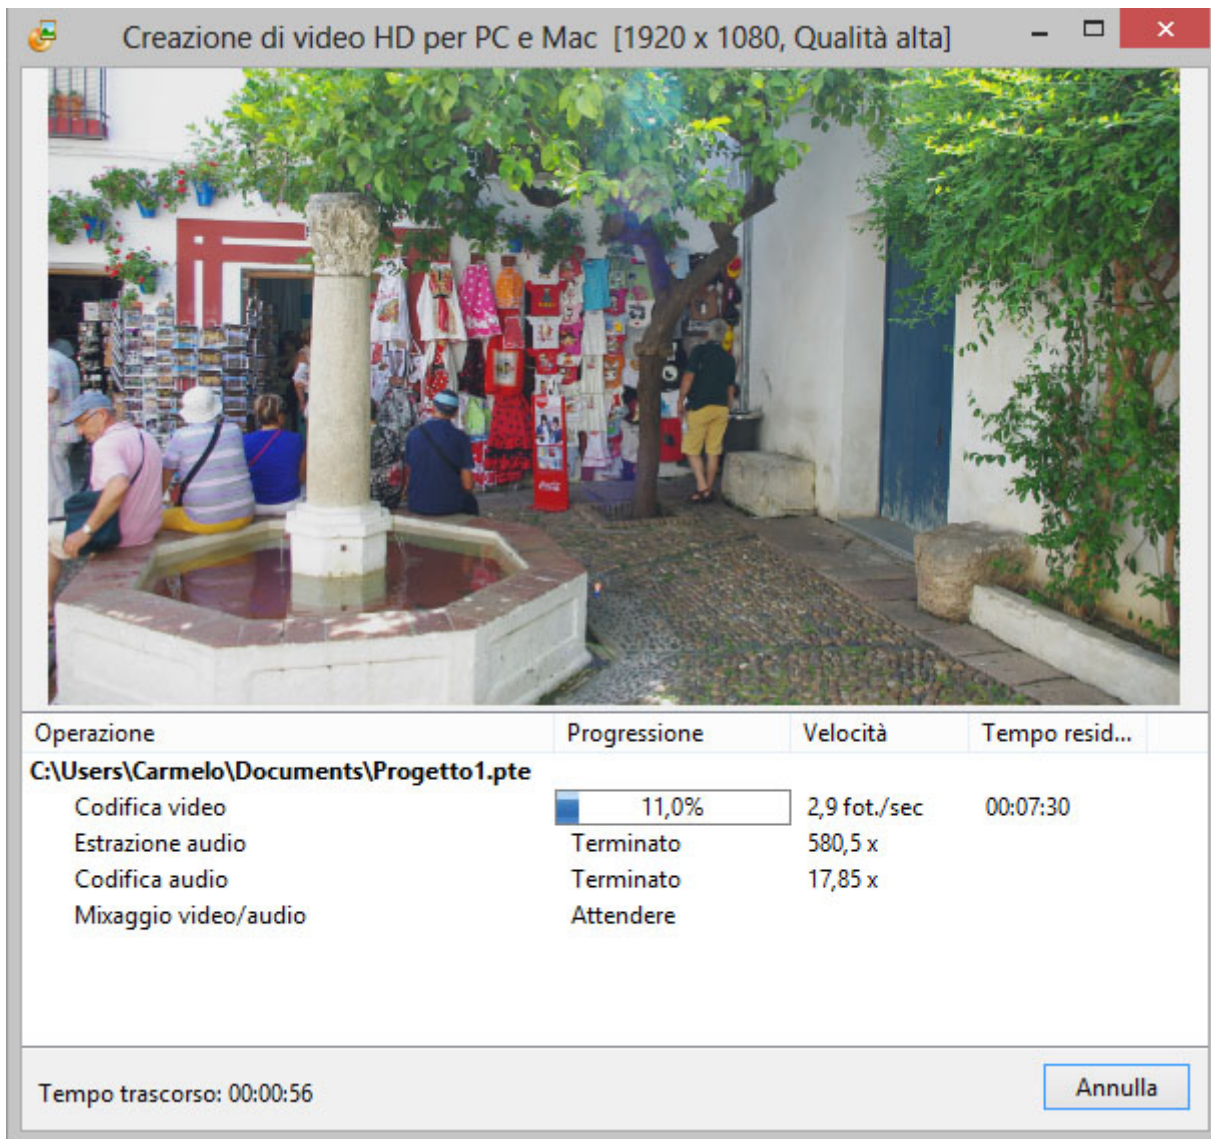 Creazione di video HD per PC e Mac [1920 x 1080, Qualità alta]
Operazione Progressione Velocità Tempo resid...
C:\Users\Carmelo\Documents\Progetto1.pte
Codifica video 11,0% 2,9 fot./sec 00:07:30
Estrazione audio Terminato 580,5 x
Codifica audio Terminato 17,85 x
Mixaggio video/audio Attendere
Tempo trascorso: 00:00:56 Annulla